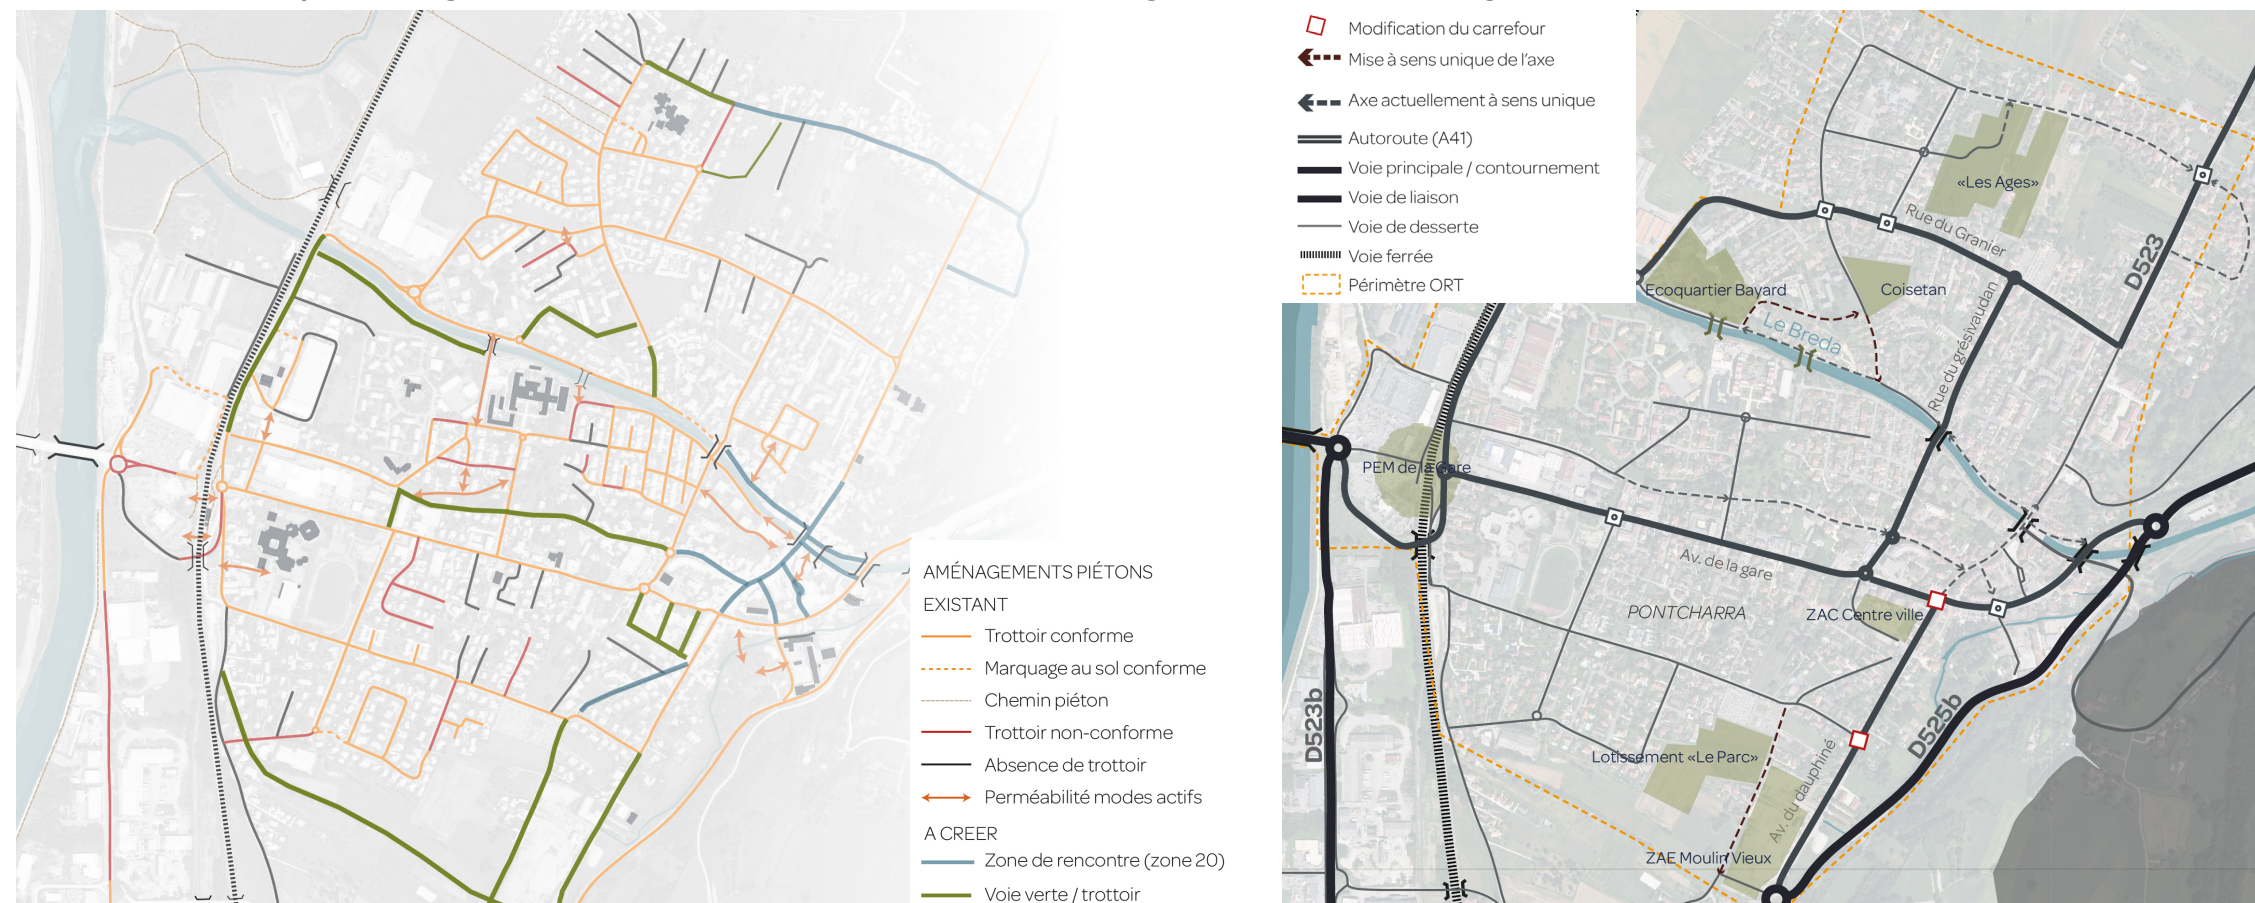 AMÉNAGEMENTS PIÉTONS
EXISTANT
Trottoir conforme
Marquage au sol conforme
Chemin piéton
Trottoir non-conforme
Absence de trottoir
Perméabilité modes actifs
A CREER
Zone de rencontre (zone 20)
Voie verte / trottoir
Modification du carrefour
Mise à sens unique de l'axe
Axe actuellement à sens unique
Autoroute (A41)
Voie principale / contournement
Voie de liaison
Voie de desserte
Voie ferrée
Périmètre ORT
«Les Ages»
Rue du Granier
D523
Ecoquartier Bayard
Coisetan
Le Breda
Rue du grésivaudan
PEM de la Gare
Av. de la gare
PONTCHARRA
ZAC Centre ville
D523b
D525b
Lotissement «Le Parc»
Av. du dauphiné
ZAE Moulin Vieux